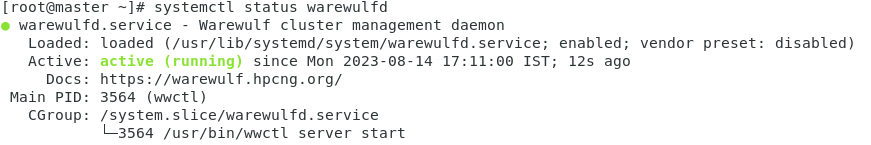 [root@master ~]# systemctl status warewulfd
● warewulfd.service - Warewulf cluster management daemon
   Loaded: loaded (/usr/lib/systemd/system/warewulfd.service; enabled; vendor preset: disabled)
   Active: active (running) since Mon 2023-08-14 17:11:00 IST; 12s ago
     Docs: https://warewulf.hpcng.org/
 Main PID: 3564 (wwctl)
   CGroup: /system.slice/warewulfd.service
           └─3564 /usr/bin/wwctl server start